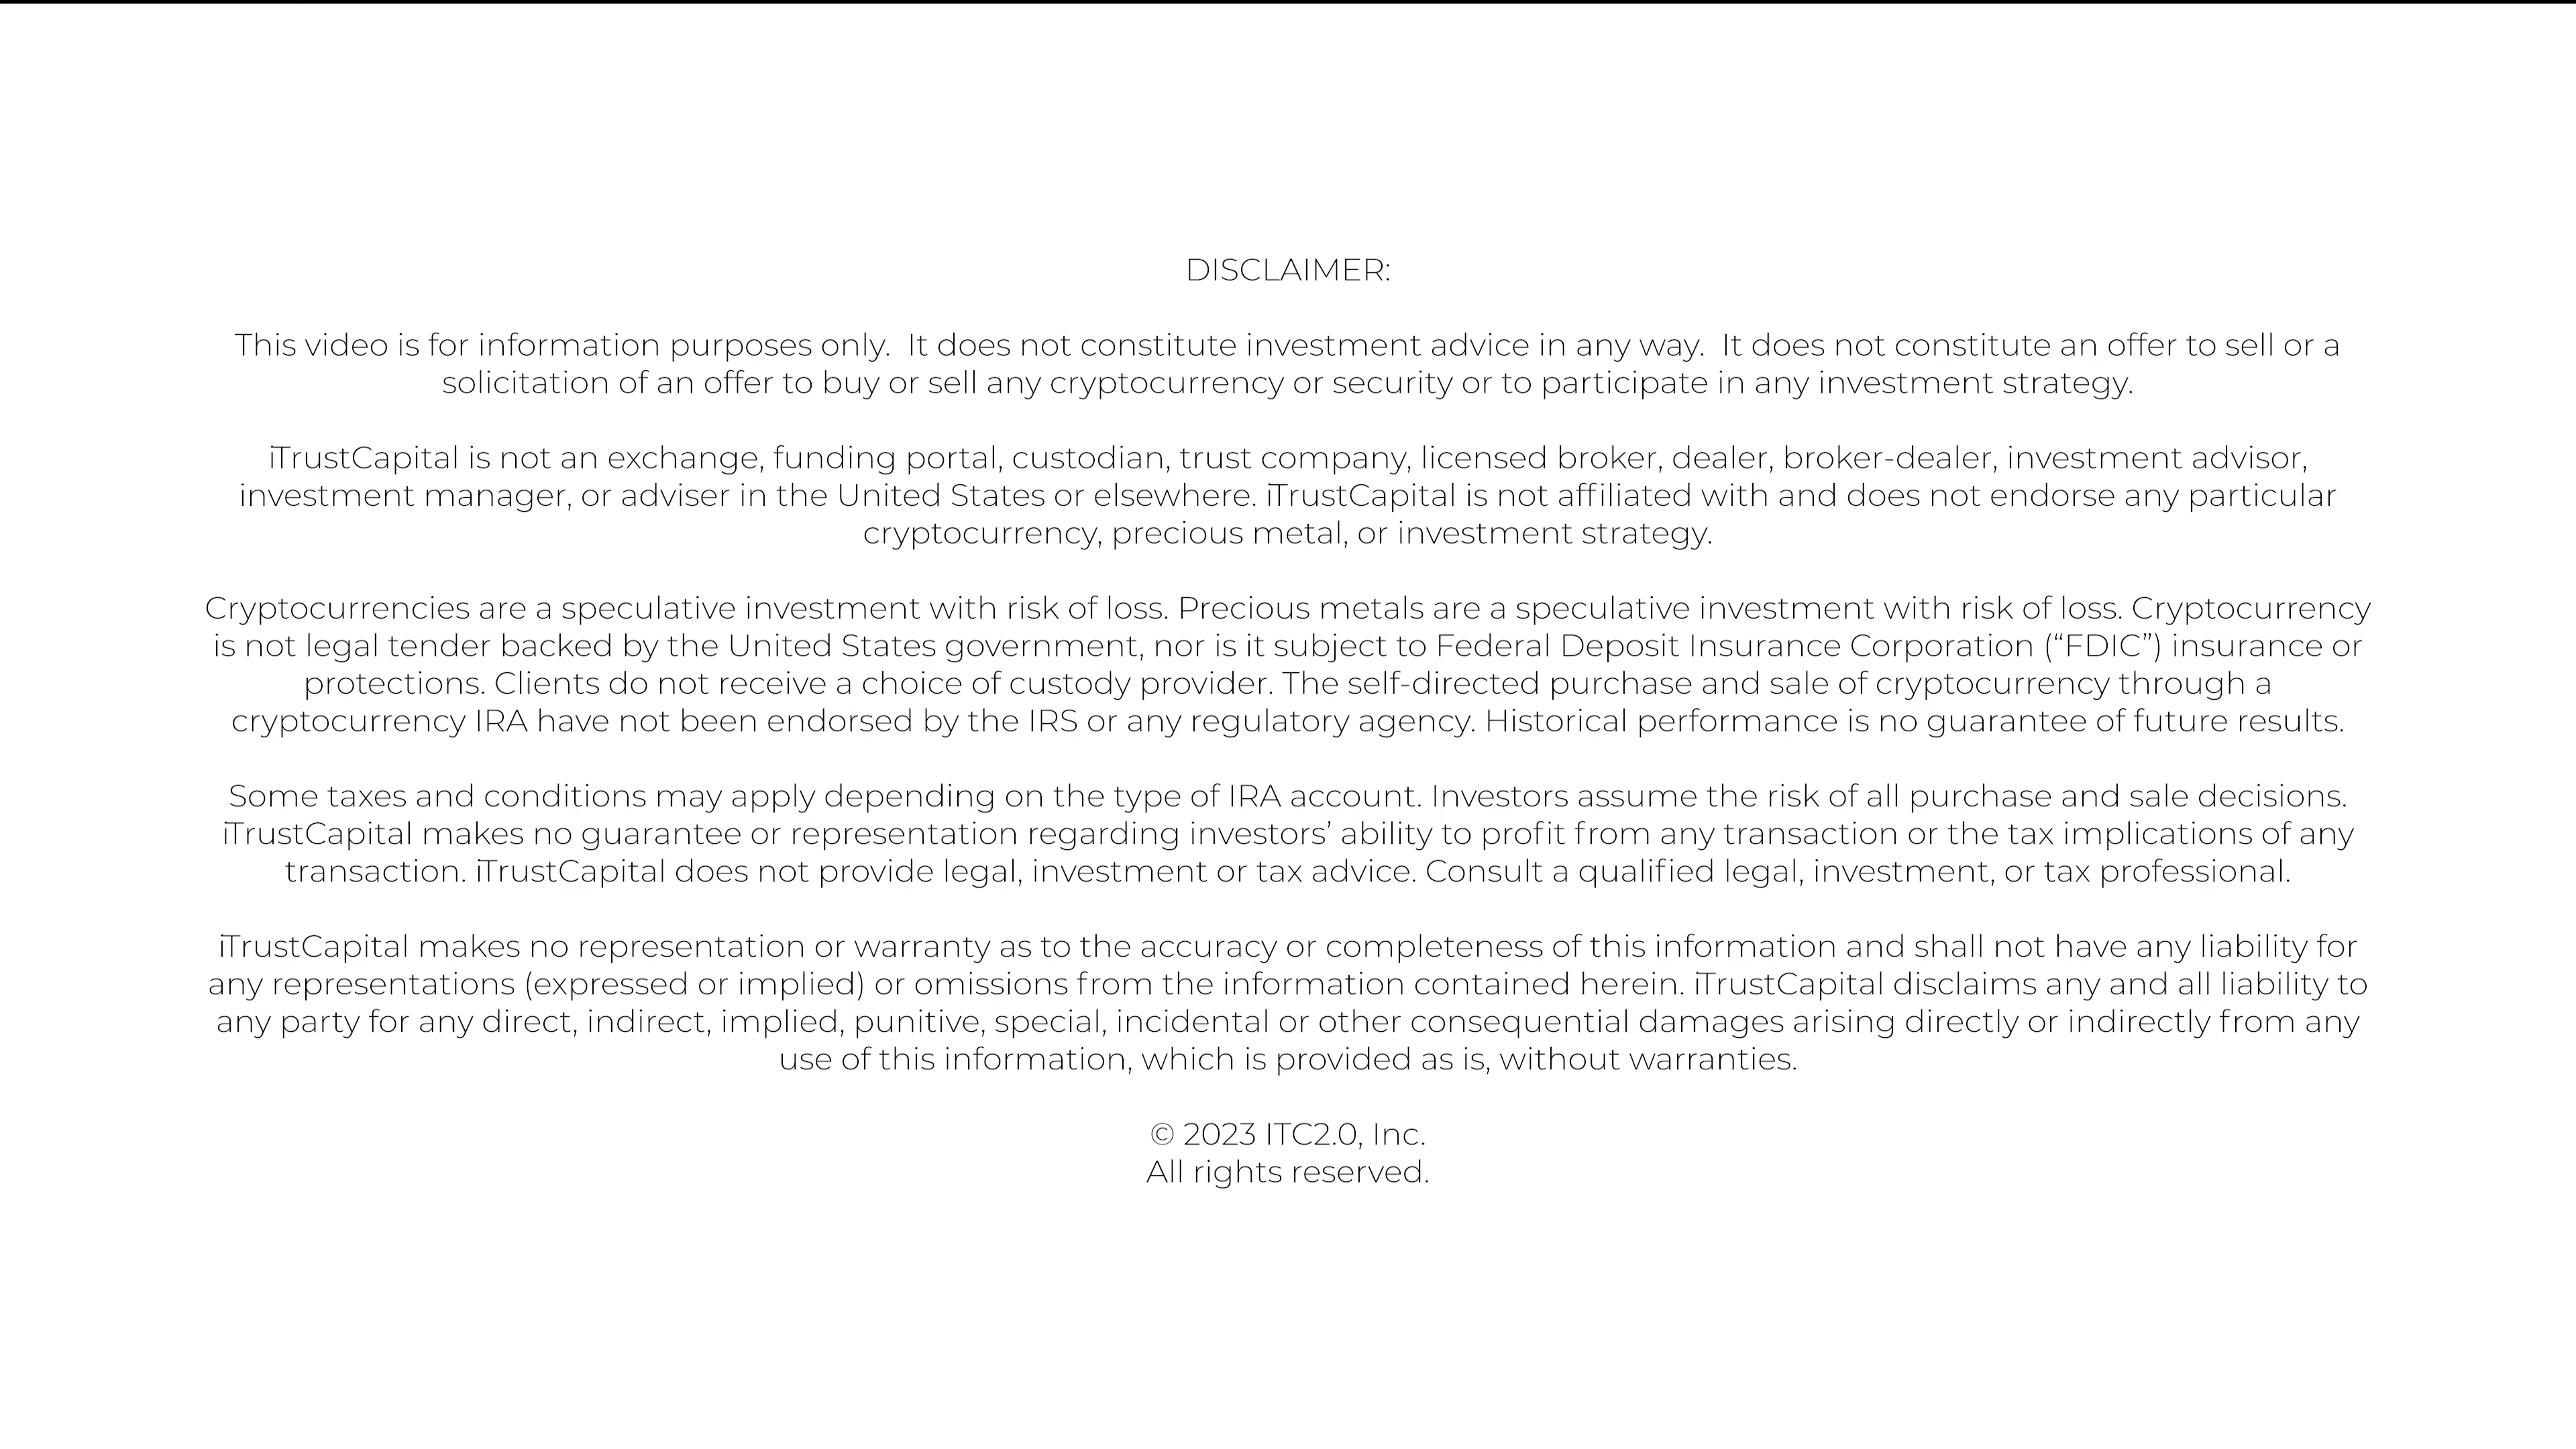 DISCLAIMER:
This video is for information purposes only.  It does not constitute investment advice in any way.  It does not constitute an offer to sell or a
solicitation of an offer to buy or sell any cryptocurrency or security or to participate in any investment strategy.
iTrustCapital is not an exchange, funding portal, custodian, trust company, licensed broker, dealer, broker-dealer, investment advisor,
investment manager, or adviser in the United States or elsewhere. iTrustCapital is not affiliated with and does not endorse any particular
cryptocurrency, precious metal, or investment strategy.
Cryptocurrencies are a speculative investment with risk of loss. Precious metals are a speculative investment with risk of loss. Cryptocurrency
is not legal tender backed by the United States government, nor is it subject to Federal Deposit Insurance Corporation (“FDIC”) insurance or
protections. Clients do not receive a choice of custody provider. The self-directed purchase and sale of cryptocurrency through a
cryptocurrency IRA have not been endorsed by the IRS or any regulatory agency. Historical performance is no guarantee of future results.
Some taxes and conditions may apply depending on the type of IRA account. Investors assume the risk of all purchase and sale decisions.
iTrustCapital makes no guarantee or representation regarding investors’ ability to profit from any transaction or the tax implications of any
transaction. iTrustCapital does not provide legal, investment or tax advice. Consult a qualified legal, investment, or tax professional.
iTrustCapital makes no representation or warranty as to the accuracy or completeness of this information and shall not have any liability for
any representations (expressed or implied) or omissions from the information contained herein. iTrustCapital disclaims any and all liability to
any party for any direct, indirect, implied, punitive, special, incidental or other consequential damages arising directly or indirectly from any
use of this information, which is provided as is, without warranties.
© 2023 ITC2.0, Inc.
All rights reserved.